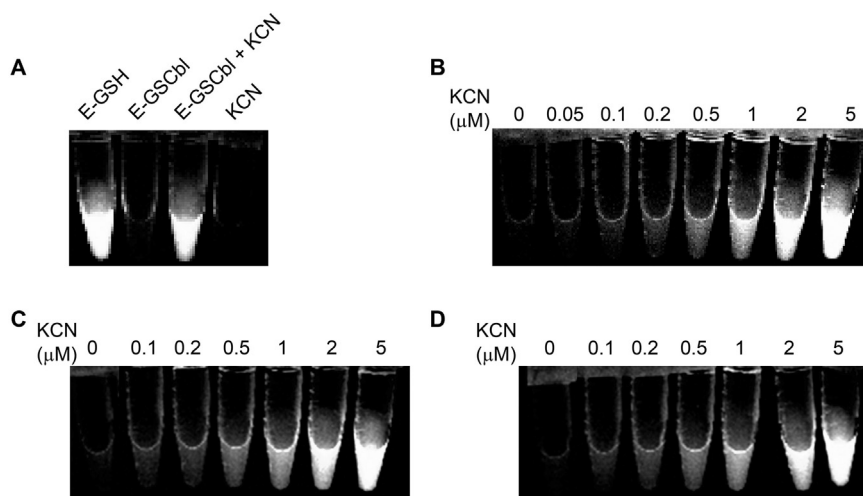 A
E-GSH
E-GSCbl
E-GSCbl + KCN
KCN
B
KCN
(μM) 0 0.05 0.1 0.2 0.5 1 2 5
C
KCN
(μM) 0 0.1 0.2 0.5 1 2 5
D
KCN
(μM) 0 0.1 0.2 0.5 1 2 5